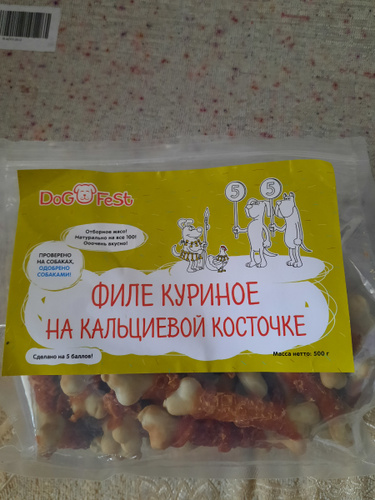 DoG FeSt
Отборное мясо!
Натурально на все 100!
Ооочень вкусно!
ПРОВЕРЕНО
НА СОБАКАХ,
ОДОБРЕНО
СОБАКАМИ!
5 5
ФИЛЕ КУРИНОЕ
НА КАЛЬЦИЕВОЙ КОСТОЧКЕ
Сделано на 5 баллов!
Масса нетто: 500 г